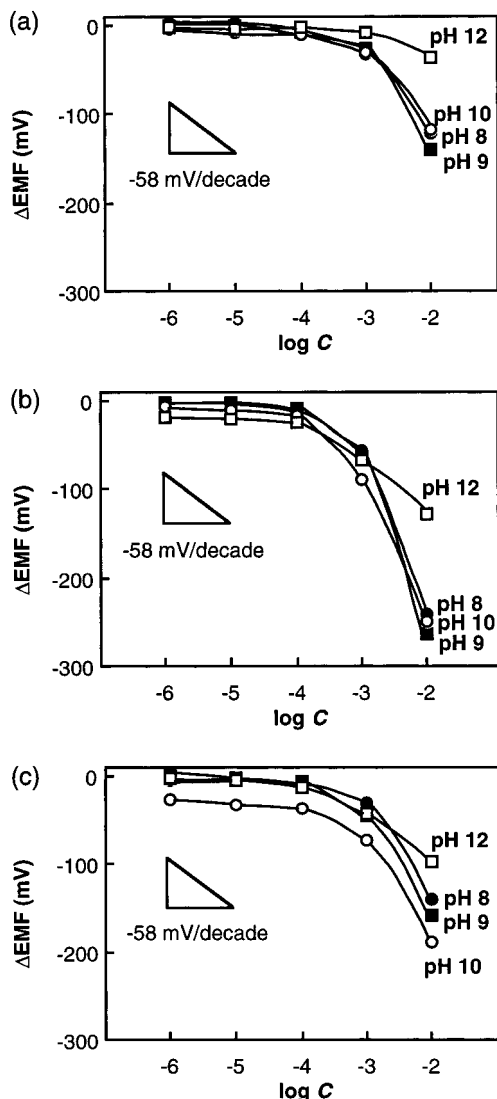 (a)
0
-100
-200
-300
ΔEMF (mV)
pH 12
pH 10
pH 8
pH 9
-58 mV/decade
-6 -5 -4 -3 -2
log C
(b)
0
-100
-200
-300
ΔEMF (mV)
pH 12
pH 8
pH 10
pH 9
-58 mV/decade
-6 -5 -4 -3 -2
log C
(c)
0
-100
-200
-300
ΔEMF (mV)
pH 12
pH 8
pH 9
pH 10
-58 mV/decade
-6 -5 -4 -3 -2
log C